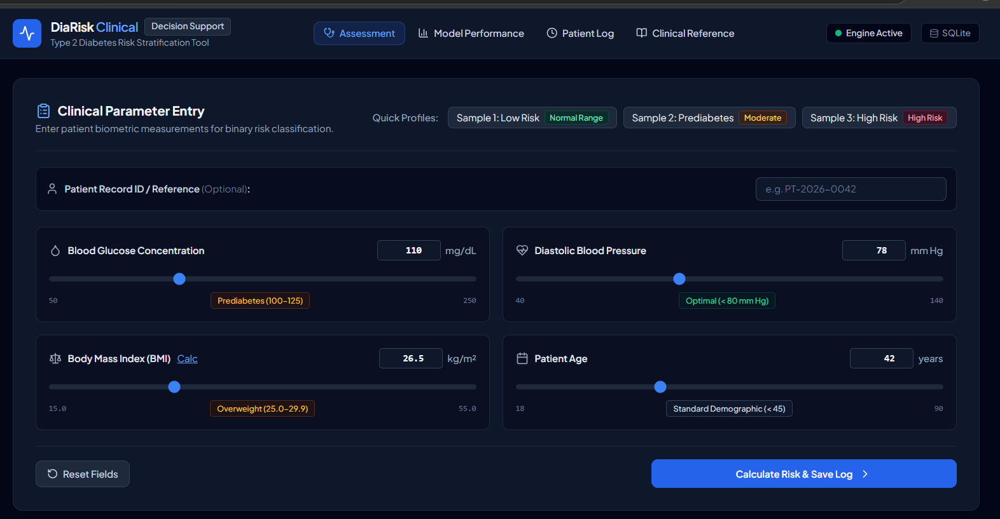 DiaRisk Clinical Decision Support
Type 2 Diabetes Risk Stratification Tool
Assessment
Model Performance
Patient Log
Clinical Reference
Engine Active
SQLite
Clinical Parameter Entry
Enter patient biometric measurements for binary risk classification.
Quick Profiles:
Sample 1: Low Risk Normal Range
Sample 2: Prediabetes Moderate
Sample 3: High Risk High Risk
Patient Record ID / Reference (Optional):
e.g. PT-2026-0042
Blood Glucose Concentration
110 mg/dL
50
Prediabetes (100–125)
250
Diastolic Blood Pressure
78 mm Hg
40
Optimal (< 80 mm Hg)
140
Body Mass Index (BMI) Calc
26.5 kg/m²
15.0
Overweight (25.0–29.9)
55.0
Patient Age
42 years
18
Standard Demographic (< 45)
90
Reset Fields
Calculate Risk & Save Log